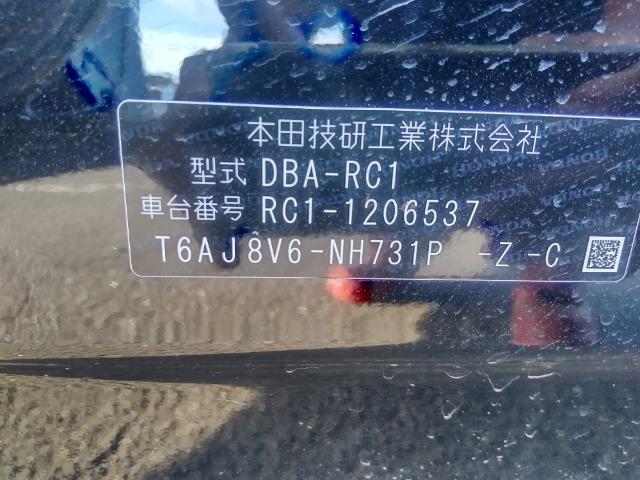 本田技研工業株式会社
型式 DBA-RC1
車台番号 RC1-1206537
T6AJ8V6-NH731P -Z -C